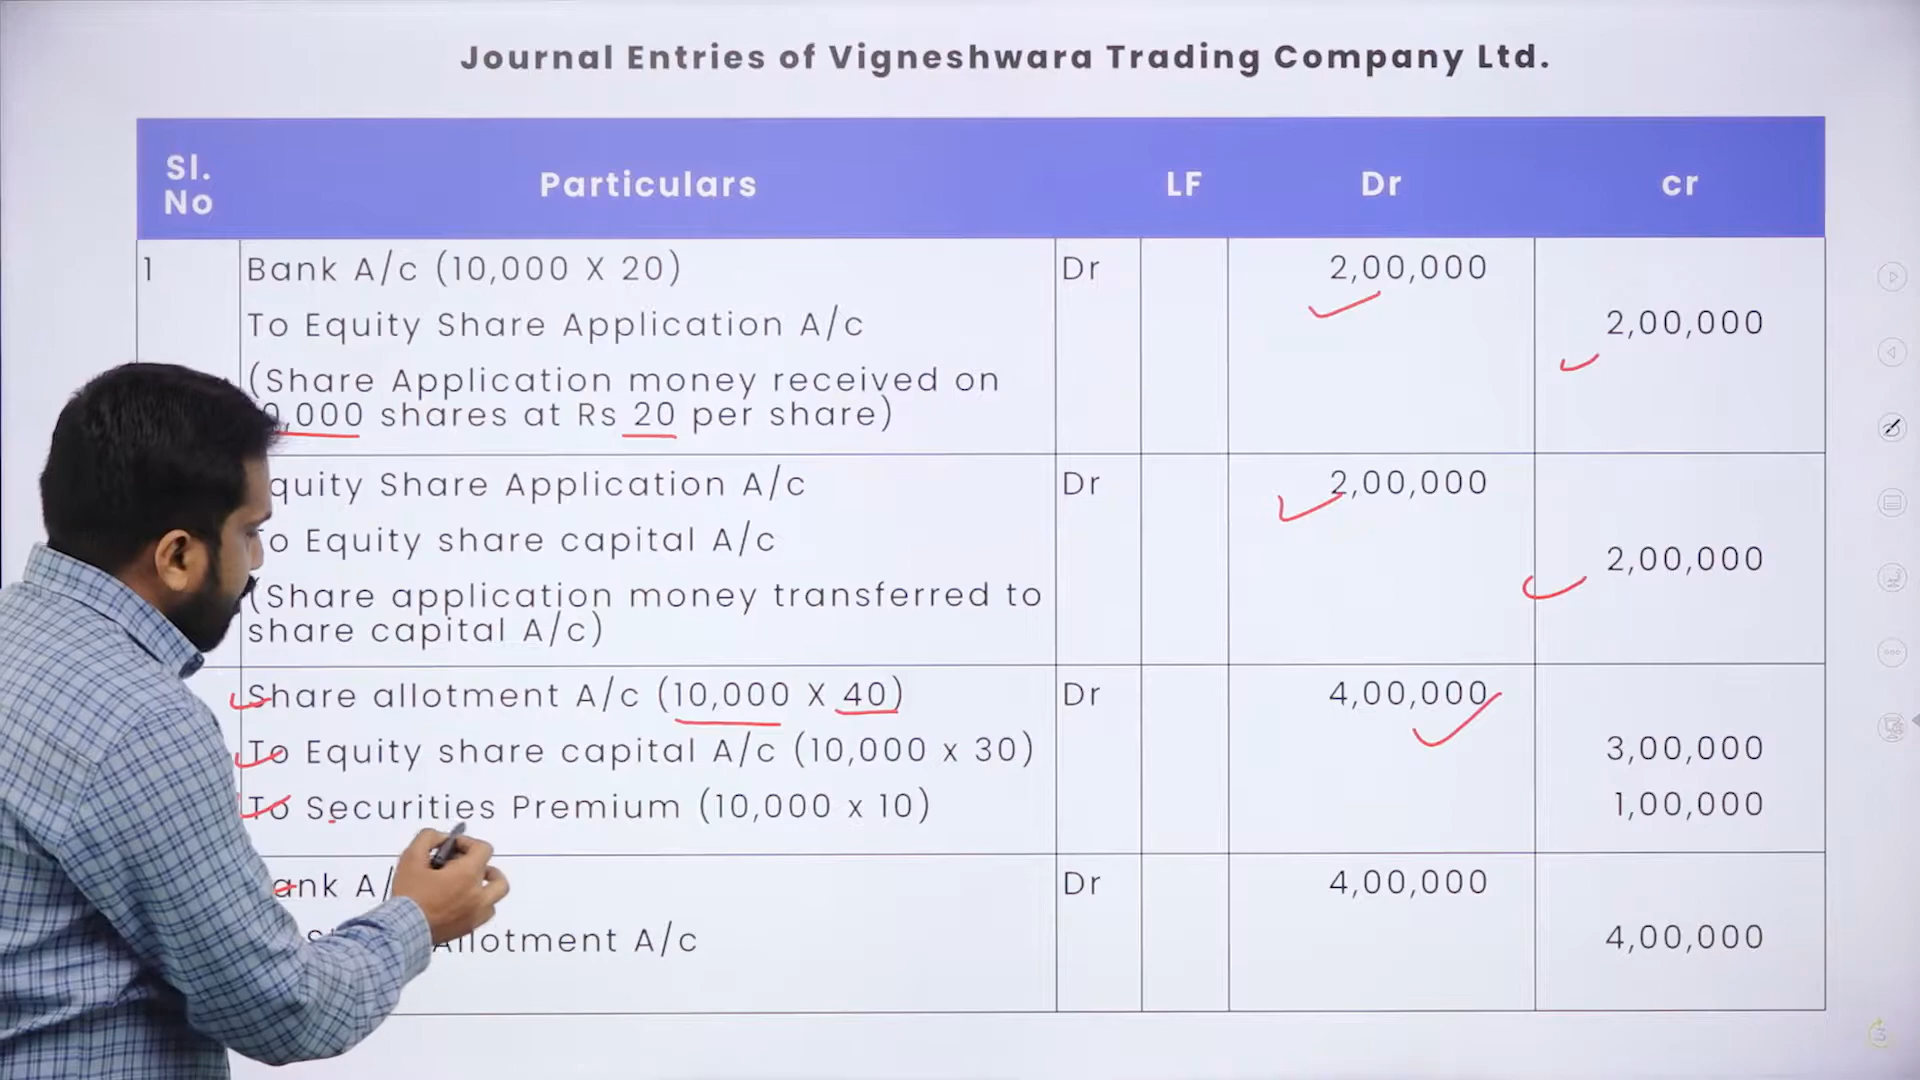 Journal Entries of Vigneshwara Trading Company Ltd.
Sl. No Particulars LF Dr cr
1 Bank A/c (10,000 X 20) Dr 2,00,000
To Equity Share Application A/c 2,00,000
(Share Application money received on
,000 shares at Rs 20 per share)
quity Share Application A/c Dr 2,00,000
o Equity share capital A/c 2,00,000
(Share application money transferred to
share capital A/c)
Share allotment A/c (10,000 X 40) Dr 4,00,000
To Equity share capital A/c (10,000 x 30) 3,00,000
To Securities Premium (10,000 x 10) 1,00,000
ank A/ Dr 4,00,000
Allotment A/c 4,00,000